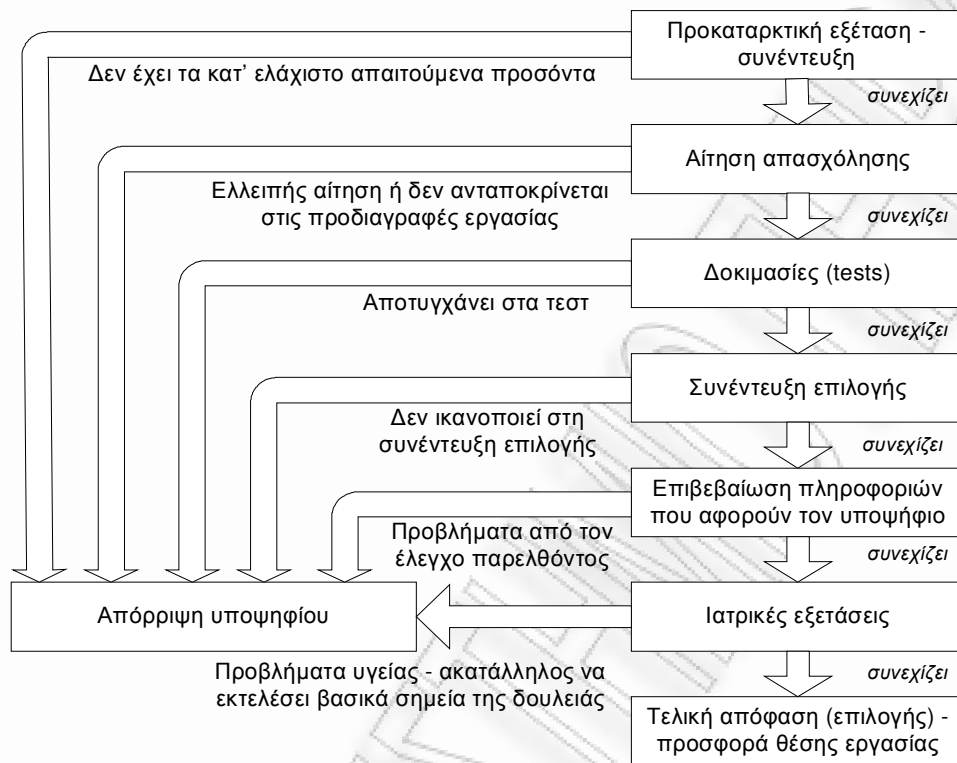 Προκαταρκτική εξέταση -
συνέντευξη
Δεν έχει τα κατ’ ελάχιστο απαιτούμενα προσόντα
συνεχίζει
Αίτηση απασχόλησης
Ελλειπής αίτηση ή δεν ανταποκρίνεται
στις προδιαγραφές εργασίας
συνεχίζει
Δοκιμασίες (tests)
Αποτυγχάνει στα τεστ
συνεχίζει
Συνέντευξη επιλογής
Δεν ικανοποιεί στη
συνέντευξη επιλογής
συνεχίζει
Επιβεβαίωση πληροφοριών
που αφορούν τον υποψήφιο
Προβλήματα από τον
έλεγχο παρελθόντος
συνεχίζει
Απόρριψη υποψηφίου
Ιατρικές εξετάσεις
Προβλήματα υγείας - ακατάλληλος να
εκτελέσει βασικά σημεία της δουλειάς
συνεχίζει
Τελική απόφαση (επιλογής) -
προσφορά θέσης εργασίας